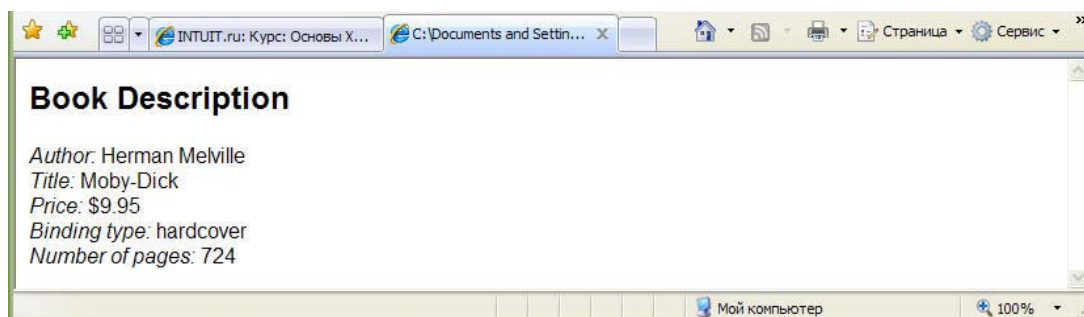 INTUIT.ru: Курс: Основы X... C:\Documents and Settin... X Страница Сервис »
Book Description
Author: Herman Melville
Title: Moby-Dick
Price: $9.95
Binding type: hardcover
Number of pages: 724
Мой компьютер 100%